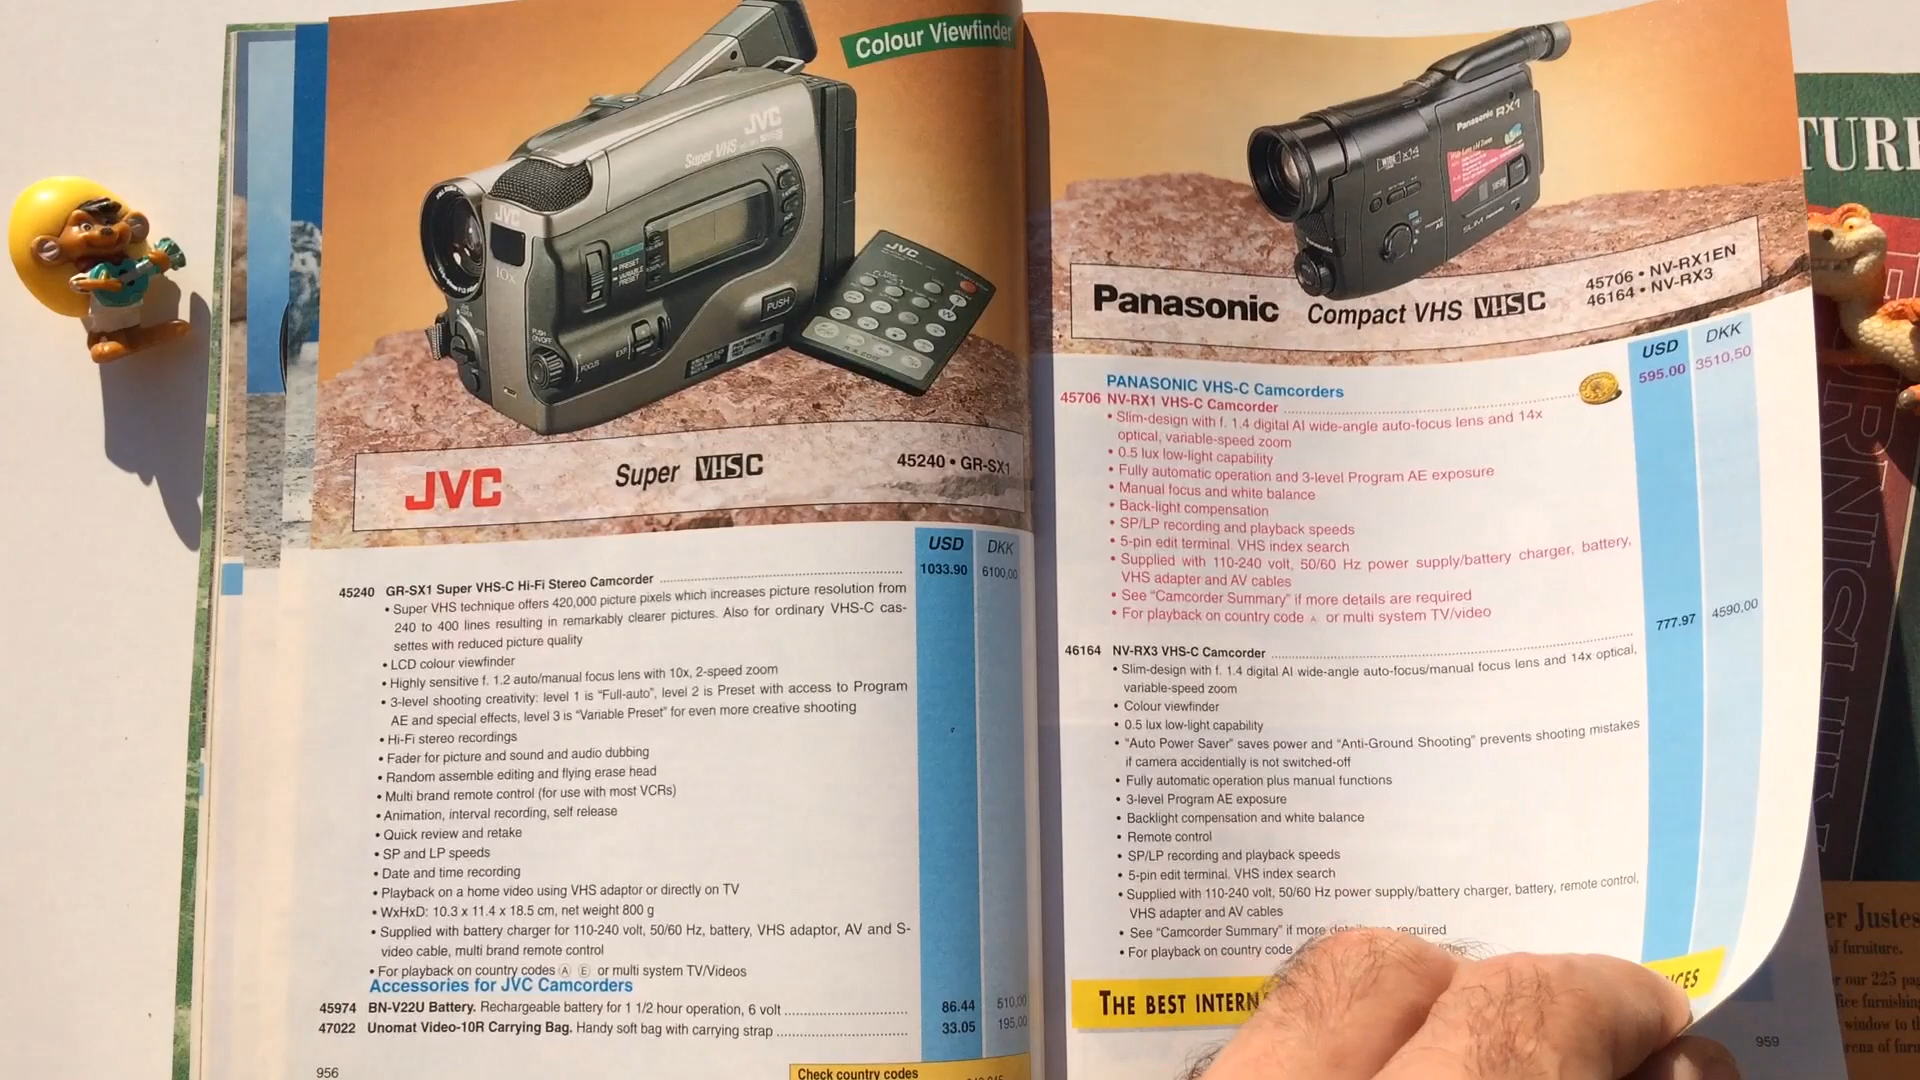 Colour Viewfinder
JVC
Super VHS
JVC
10x
PRESET
VARIABLE
PRESET
PUSH
FOCUS
JVC
JVC Super VHS C 45240 • GR-SX1
USD DKK
45240 GR-SX1 Super VHS-C Hi-Fi Stereo Camcorder 1033.90 6100,00
• Super VHS technique offers 420,000 picture pixels which increases picture resolution from
240 to 400 lines resulting in remarkably clearer pictures. Also for ordinary VHS-C cas-
settes with reduced picture quality
• LCD colour viewfinder
• Highly sensitive f. 1.2 auto/manual focus lens with 10x, 2-speed zoom
• 3-level shooting creativity: level 1 is “Full-auto”, level 2 is Preset with access to Program
AE and special effects, level 3 is “Variable Preset” for even more creative shooting
• Hi-Fi stereo recordings
• Fader for picture and sound and audio dubbing
• Random assemble editing and flying erase head
• Multi brand remote control (for use with most VCRs)
• Animation, interval recording, self release
• Quick review and retake
• SP and LP speeds
• Date and time recording
• Playback on a home video using VHS adaptor or directly on TV
• WxHxD: 10.3 x 11.4 x 18.5 cm, net weight 800 g
• Supplied with battery charger for 110-240 volt, 50/60 Hz, battery, VHS adaptor, AV and S-
video cable, multi brand remote control
• For playback on country codes A E or multi system TV/Videos
Accessories for JVC Camcorders
45974 BN-V22U Battery. Rechargeable battery for 1 1/2 hour operation, 6 volt 86.44 510,00
47022 Unomat Video-10R Carrying Bag. Handy soft bag with carrying strap 33.05 195,00
956
Check country codes
Panasonic RX1
WIDE x14
SLIM
Panasonic
Panasonic Compact VHS VHS C 45706 • NV-RX1EN
46164 • NV-RX3
USD DKK
PANASONIC VHS-C Camcorders
45706 NV-RX1 VHS-C Camcorder 595.00 3510,50
• Slim-design with f. 1.4 digital AI wide-angle auto-focus lens and 14x
optical, variable-speed zoom
• 0.5 lux low-light capability
• Fully automatic operation and 3-level Program AE exposure
• Manual focus and white balance
• Back-light compensation
• SP/LP recording and playback speeds
• 5-pin edit terminal. VHS index search
• Supplied with 110-240 volt, 50/60 Hz power supply/battery charger, battery,
VHS adapter and AV cables
• See “Camcorder Summary” if more details are required
• For playback on country code A or multi system TV/video
46164 NV-RX3 VHS-C Camcorder 777.97 4590,00
• Slim-design with f. 1.4 digital AI wide-angle auto-focus/manual focus lens and 14x optical,
variable-speed zoom
• Colour viewfinder
• 0.5 lux low-light capability
• “Auto Power Saver” saves power and “Anti-Ground Shooting” prevents shooting mistakes
if camera accidentially is not switched-off
• Fully automatic operation plus manual functions
• 3-level Program AE exposure
• Backlight compensation and white balance
• Remote control
• SP/LP recording and playback speeds
• 5-pin edit terminal. VHS index search
• Supplied with 110-240 volt, 50/60 Hz power supply/battery charger, battery, remote control,
VHS adapter and AV cables
• See “Camcorder Summary” if more required
• For playback on country code
THE BEST
959
er Justes
of furniture.
our 225
window to